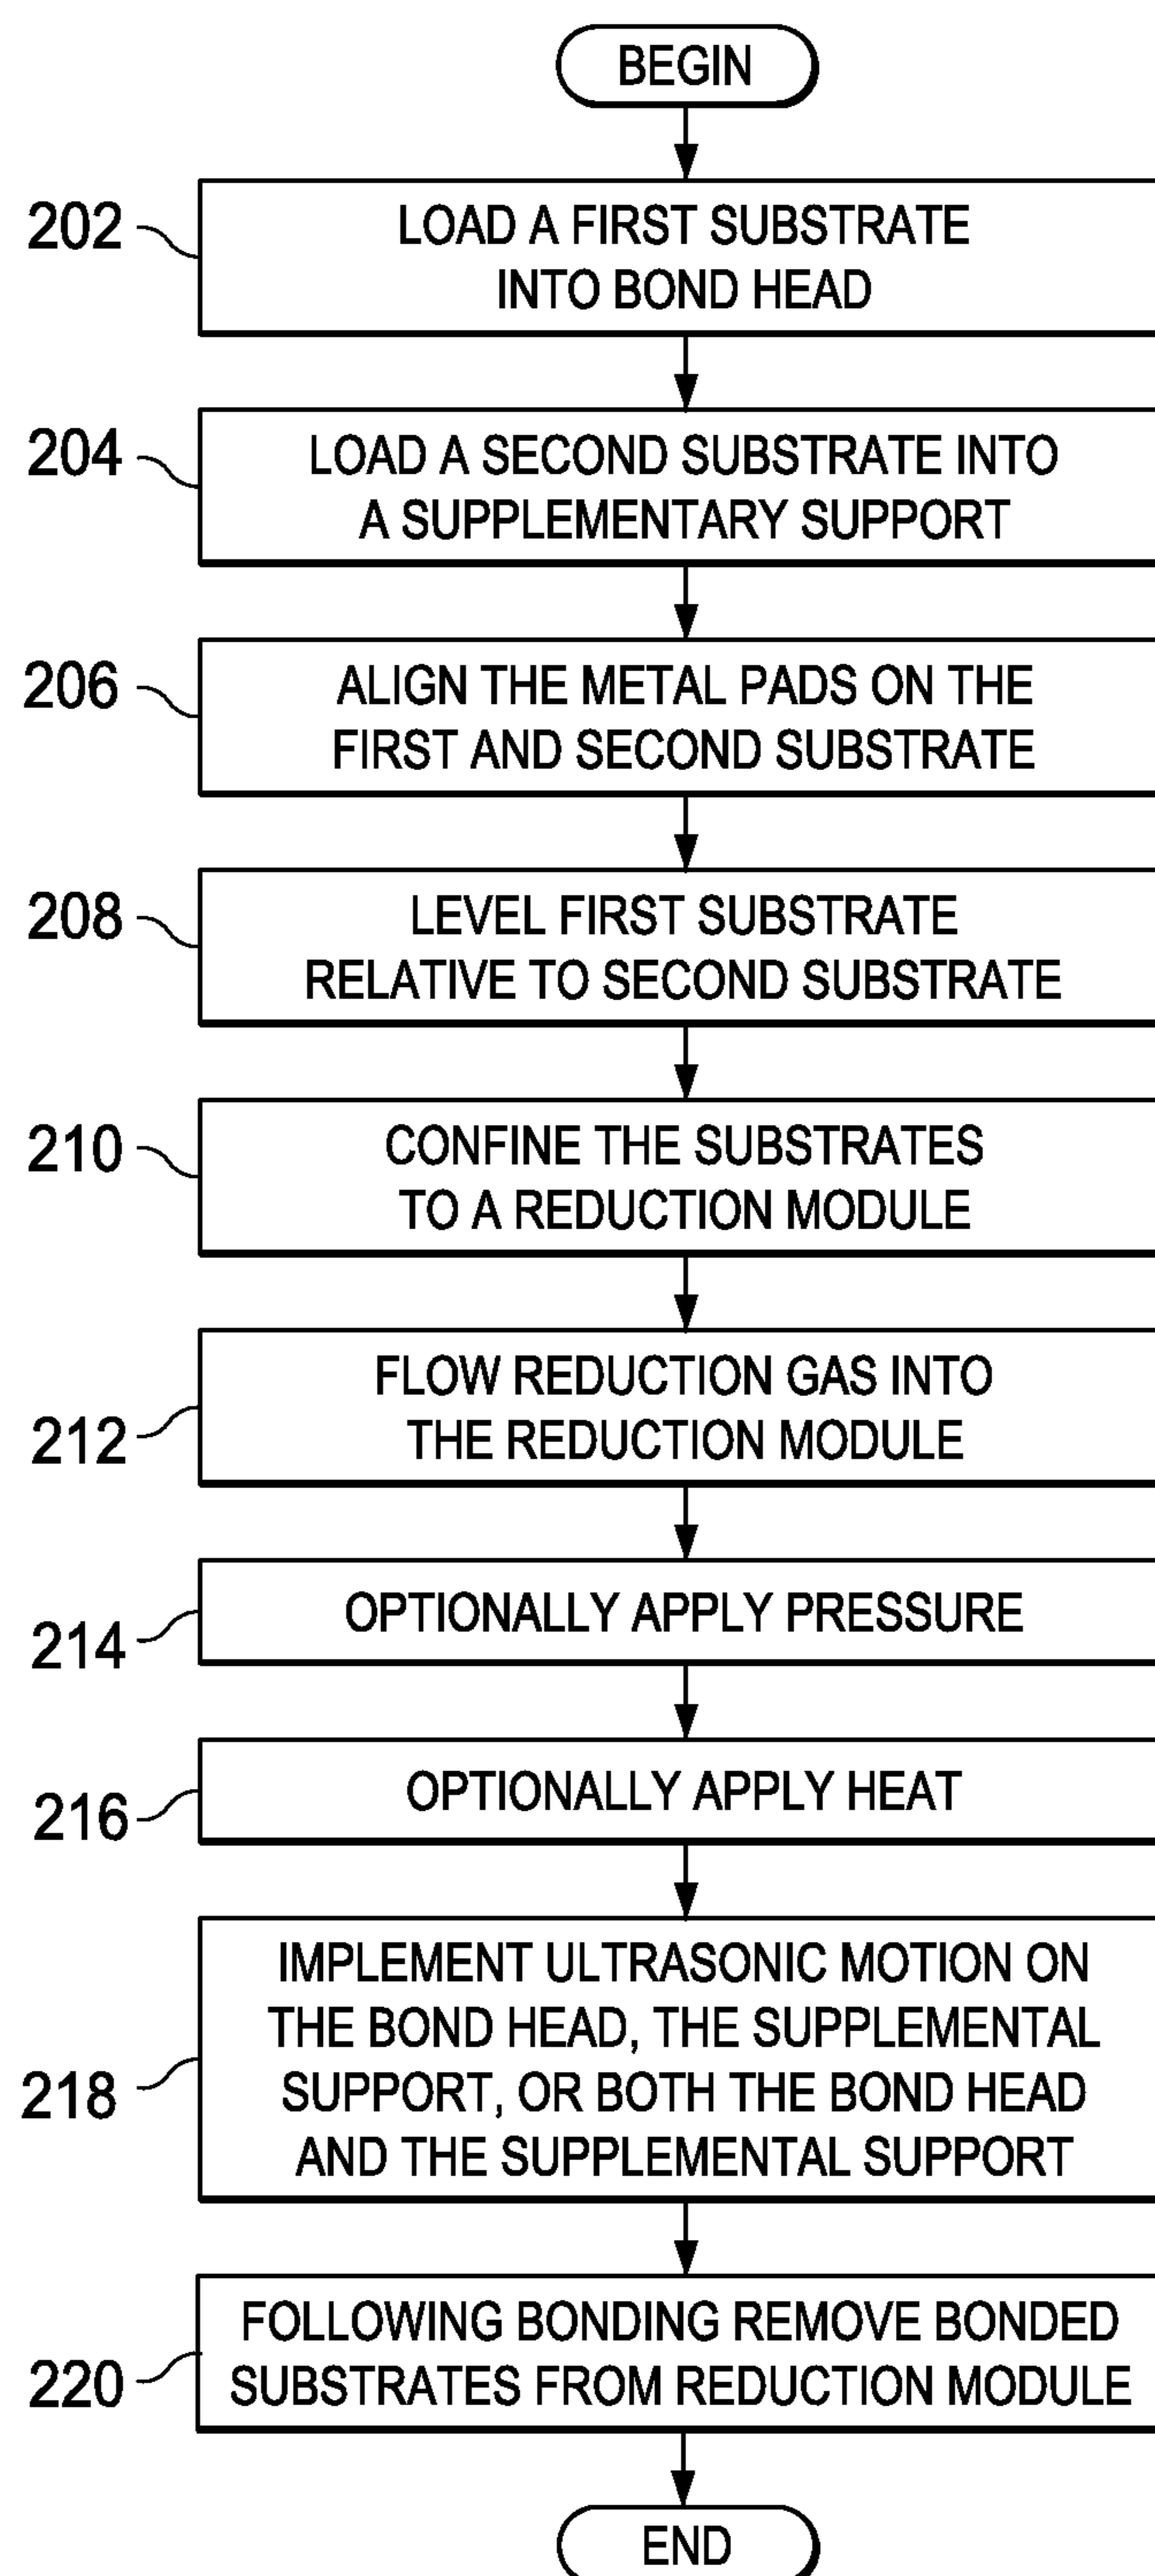 BEGIN
202
LOAD A FIRST SUBSTRATE
INTO BOND HEAD
204
LOAD A SECOND SUBSTRATE INTO
A SUPPLEMENTARY SUPPORT
206
ALIGN THE METAL PADS ON THE
FIRST AND SECOND SUBSTRATE
208
LEVEL FIRST SUBSTRATE
RELATIVE TO SECOND SUBSTRATE
210
CONFINE THE SUBSTRATES
TO A REDUCTION MODULE
212
FLOW REDUCTION GAS INTO
THE REDUCTION MODULE
214
OPTIONALLY APPLY PRESSURE
216
OPTIONALLY APPLY HEAT
218
IMPLEMENT ULTRASONIC MOTION ON
THE BOND HEAD, THE SUPPLEMENTAL
SUPPORT, OR BOTH THE BOND HEAD
AND THE SUPPLEMENTAL SUPPORT
220
FOLLOWING BONDING REMOVE BONDED
SUBSTRATES FROM REDUCTION MODULE
END